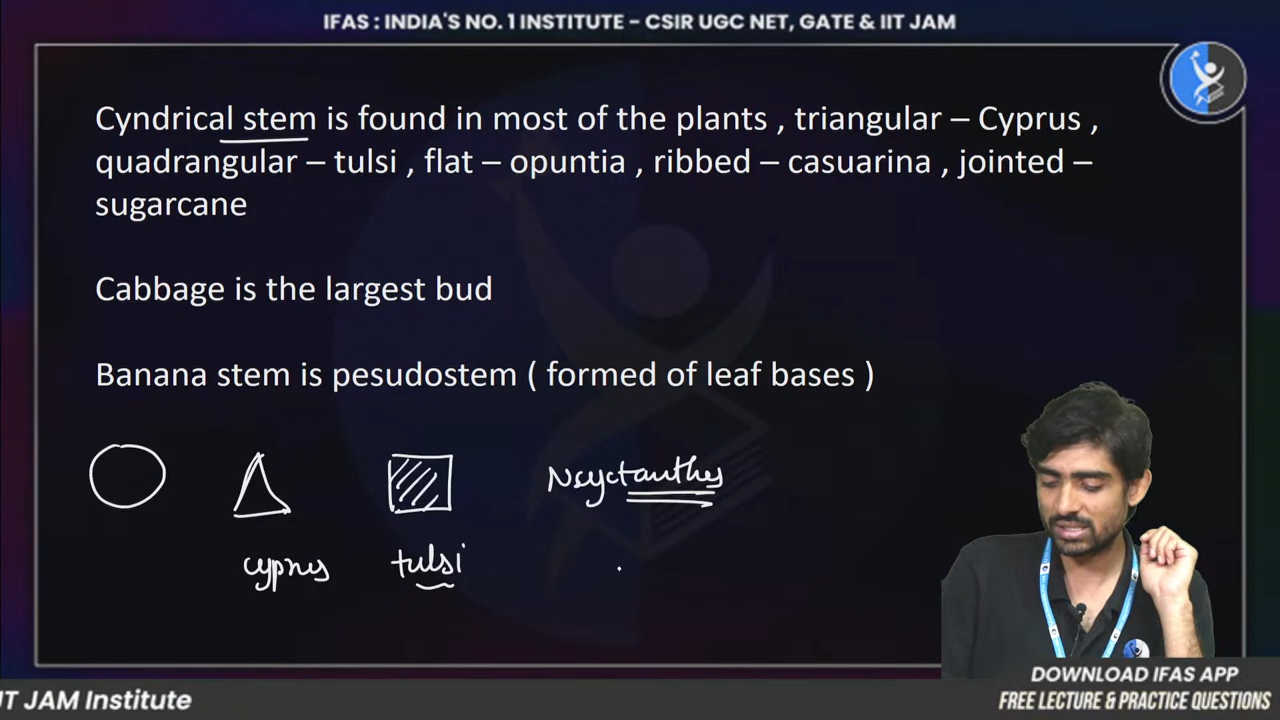 IFAS : INDIA'S NO. 1 INSTITUTE – CSIR UGC NET, GATE & IIT JAM
Cyndrical stem is found in most of the plants , triangular – Cyprus ,
quadrangular – tulsi , flat – opuntia , ribbed – casuarina , jointed –
sugarcane
Cabbage is the largest bud
Banana stem is pesudostem ( formed of leaf bases )
Nsyctanthes
cyprus tulsi
DOWNLOAD IFAS APP
IT JAM Institute
FREE LECTURE & PRACTICE QUESTIONS